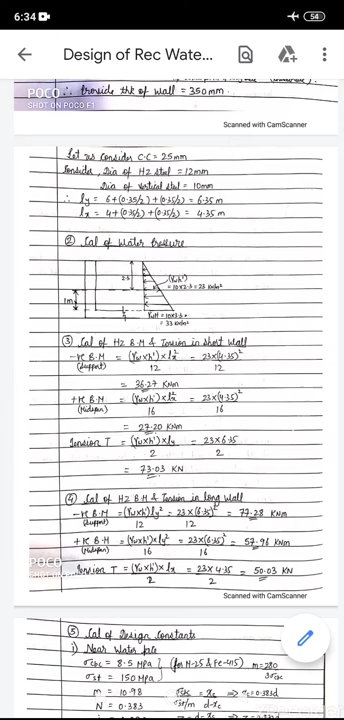 6:34
54
Design of Rec Wate...
∴ Provide thk of wall = 350mm.
POCO
SHOT ON POCO F1
Scanned with CamScanner
Let us Consider C.C = 25mm
Consider, Dia of HZ steel = 12mm
Dia of Vertical steel = 10mm
∴ ly = 6+(0.35/2)+(0.35/2) = 6.35 m
lx = 4+(0.35/2)+(0.35/2) = 4.35 m
② Cal of Water Pressure
2.3
(γwh')
= 10x2.3 = 23 KN/m²
1m
γwH = 10x3.3
= 33 KN/m²
③ Cal of HZ B.M & Tension in Short Wall
-ve B.M = (γw×h')×lx² = 23×(4.35)²
(Support) 12 12
= 36.27 KNm
+ve B.M = (γw×h')×lx² = 23×(4.35)²
(Midspan) 16 16
= 27.20 KNm
Tension T = (γw×h')×ly = 23×6.35
2 2
= 73.03 KN
④ Cal of HZ B.M & Tension in long Wall
-ve B.M = (γw×h')ly² = 23×(6.35)² = 77.28 KNm
(Support) 12 12
+ve B.M = (γw×h')×ly² = 23×(6.35)² = 57.96 KNm
(Midspan) 16 16
POCO
Tension T = (γw×h')×lx = 23×4.35 = 50.03 KN
2 2
Scanned with CamScanner
⑤ Cal of Design Constants
i) Near Water face
σcbc = 8.5 MPa } (for M-25 & Fe-415) m=280
σst = 150 MPa 3σcbc
m = 10.98 σcbc = xc ⇒ xc = 0.383d
N = 0.383 σst/m d-xc